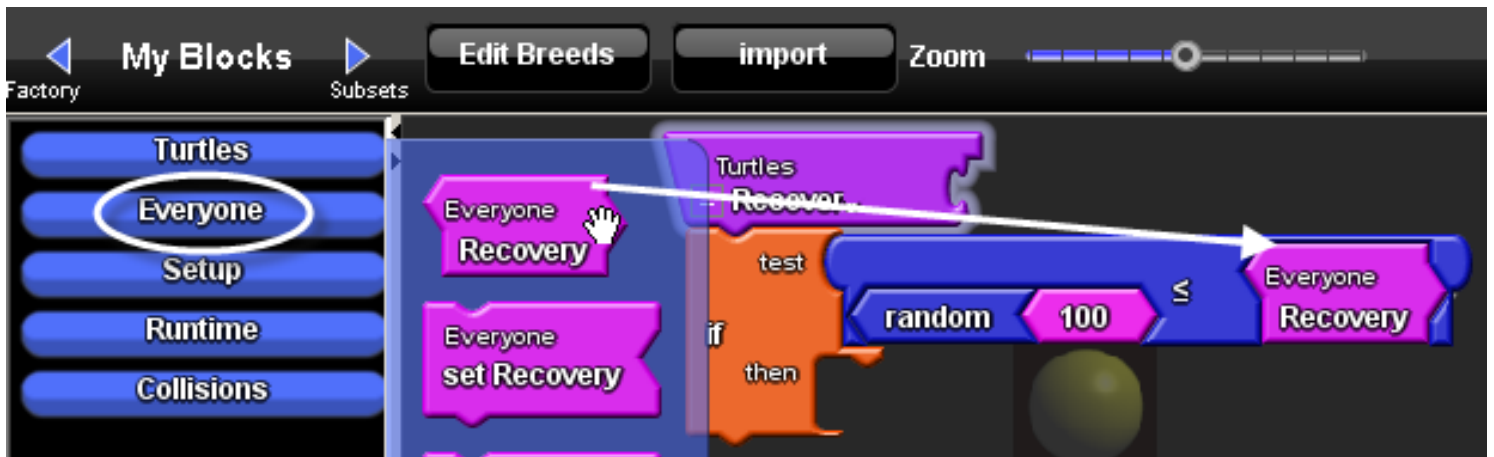 My Blocks
Edit Breeds
import
Zoom
Factory
Subsets
Turtles
Everyone
Setup
Runtime
Collisions
Everyone
Recovery
Everyone
set Recovery
Turtles
Recover
test
random 100 ≤
Everyone
Recovery
if
then